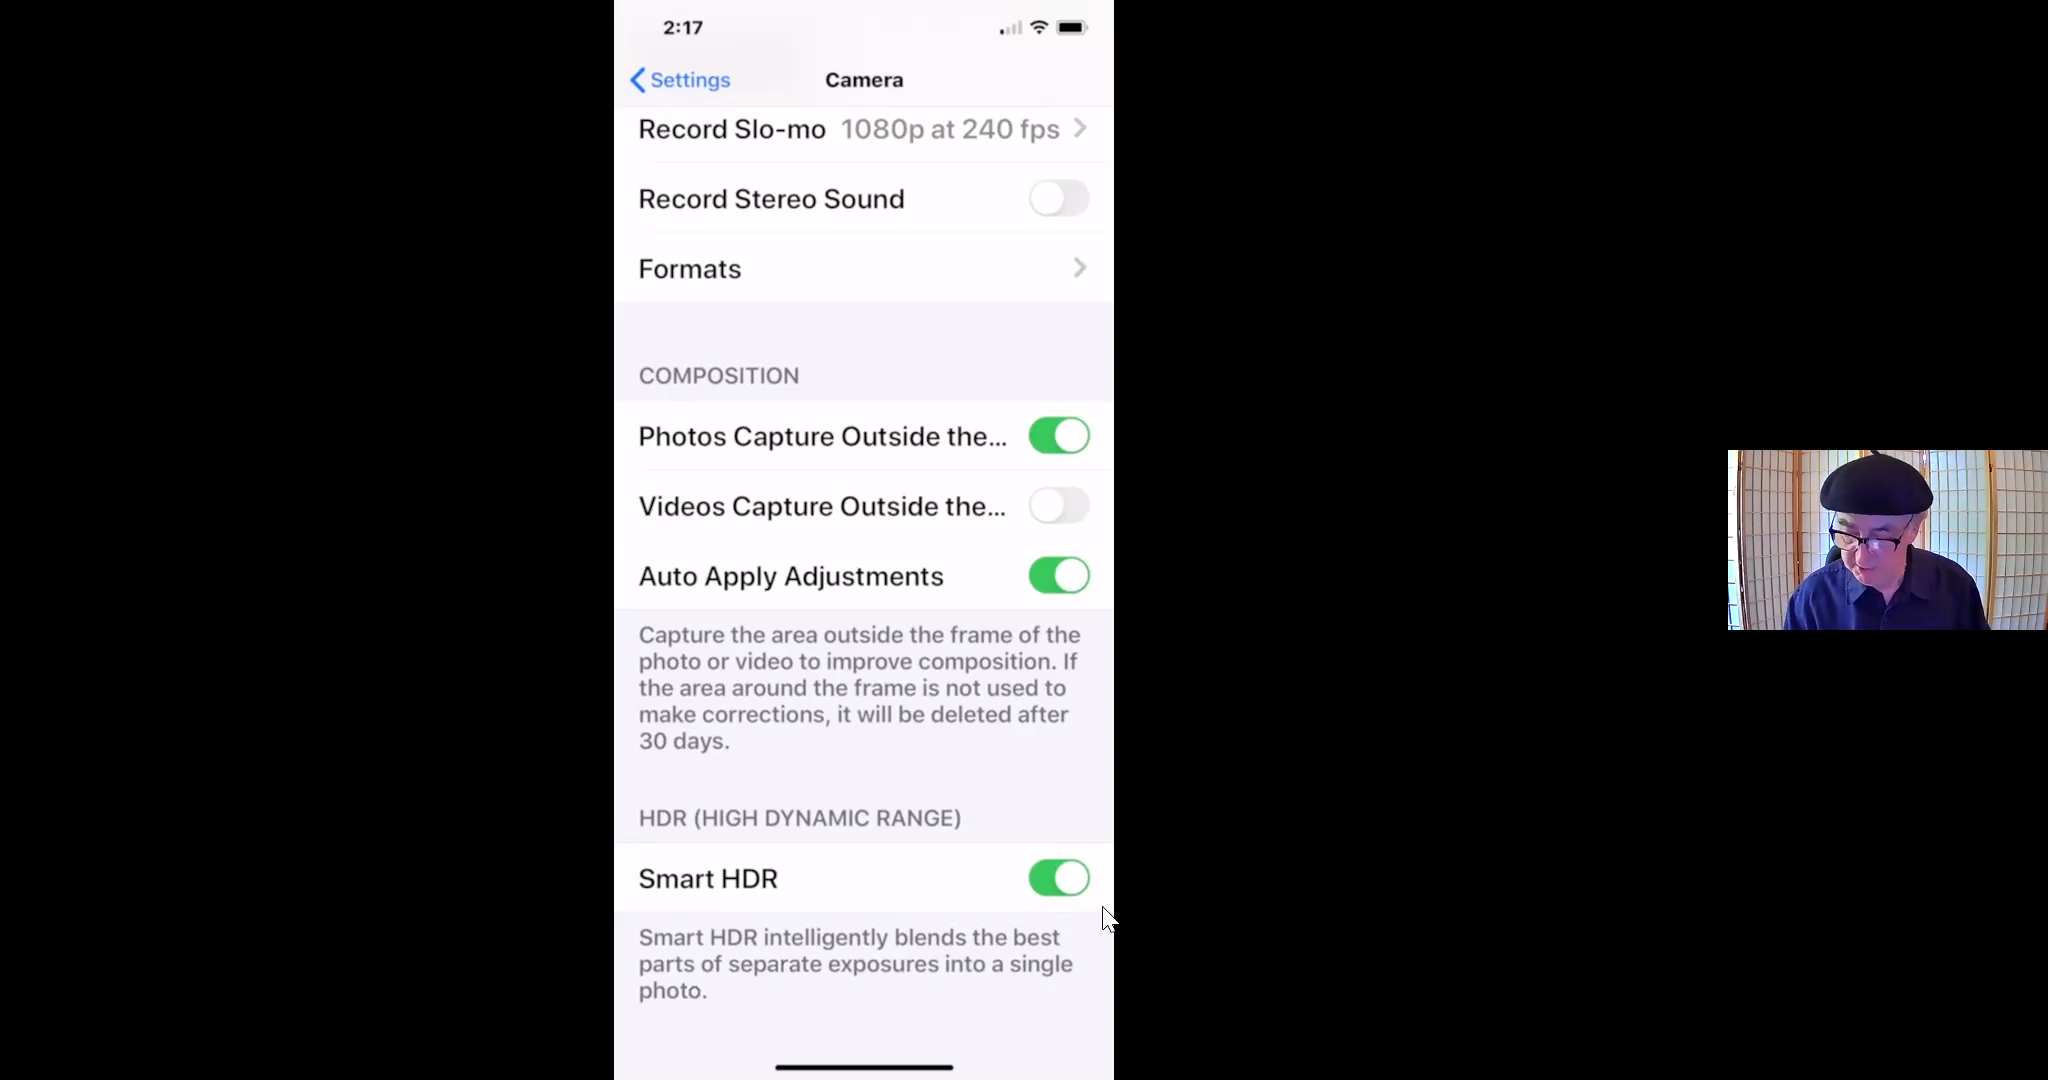 2:17
Settings
Camera
Record Slo-mo 1080p at 240 fps
Record Stereo Sound
Formats
COMPOSITION
Photos Capture Outside the...
Videos Capture Outside the...
Auto Apply Adjustments
Capture the area outside the frame of the
photo or video to improve composition. If
the area around the frame is not used to
make corrections, it will be deleted after
30 days.
HDR (HIGH DYNAMIC RANGE)
Smart HDR
Smart HDR intelligently blends the best
parts of separate exposures into a single
photo.